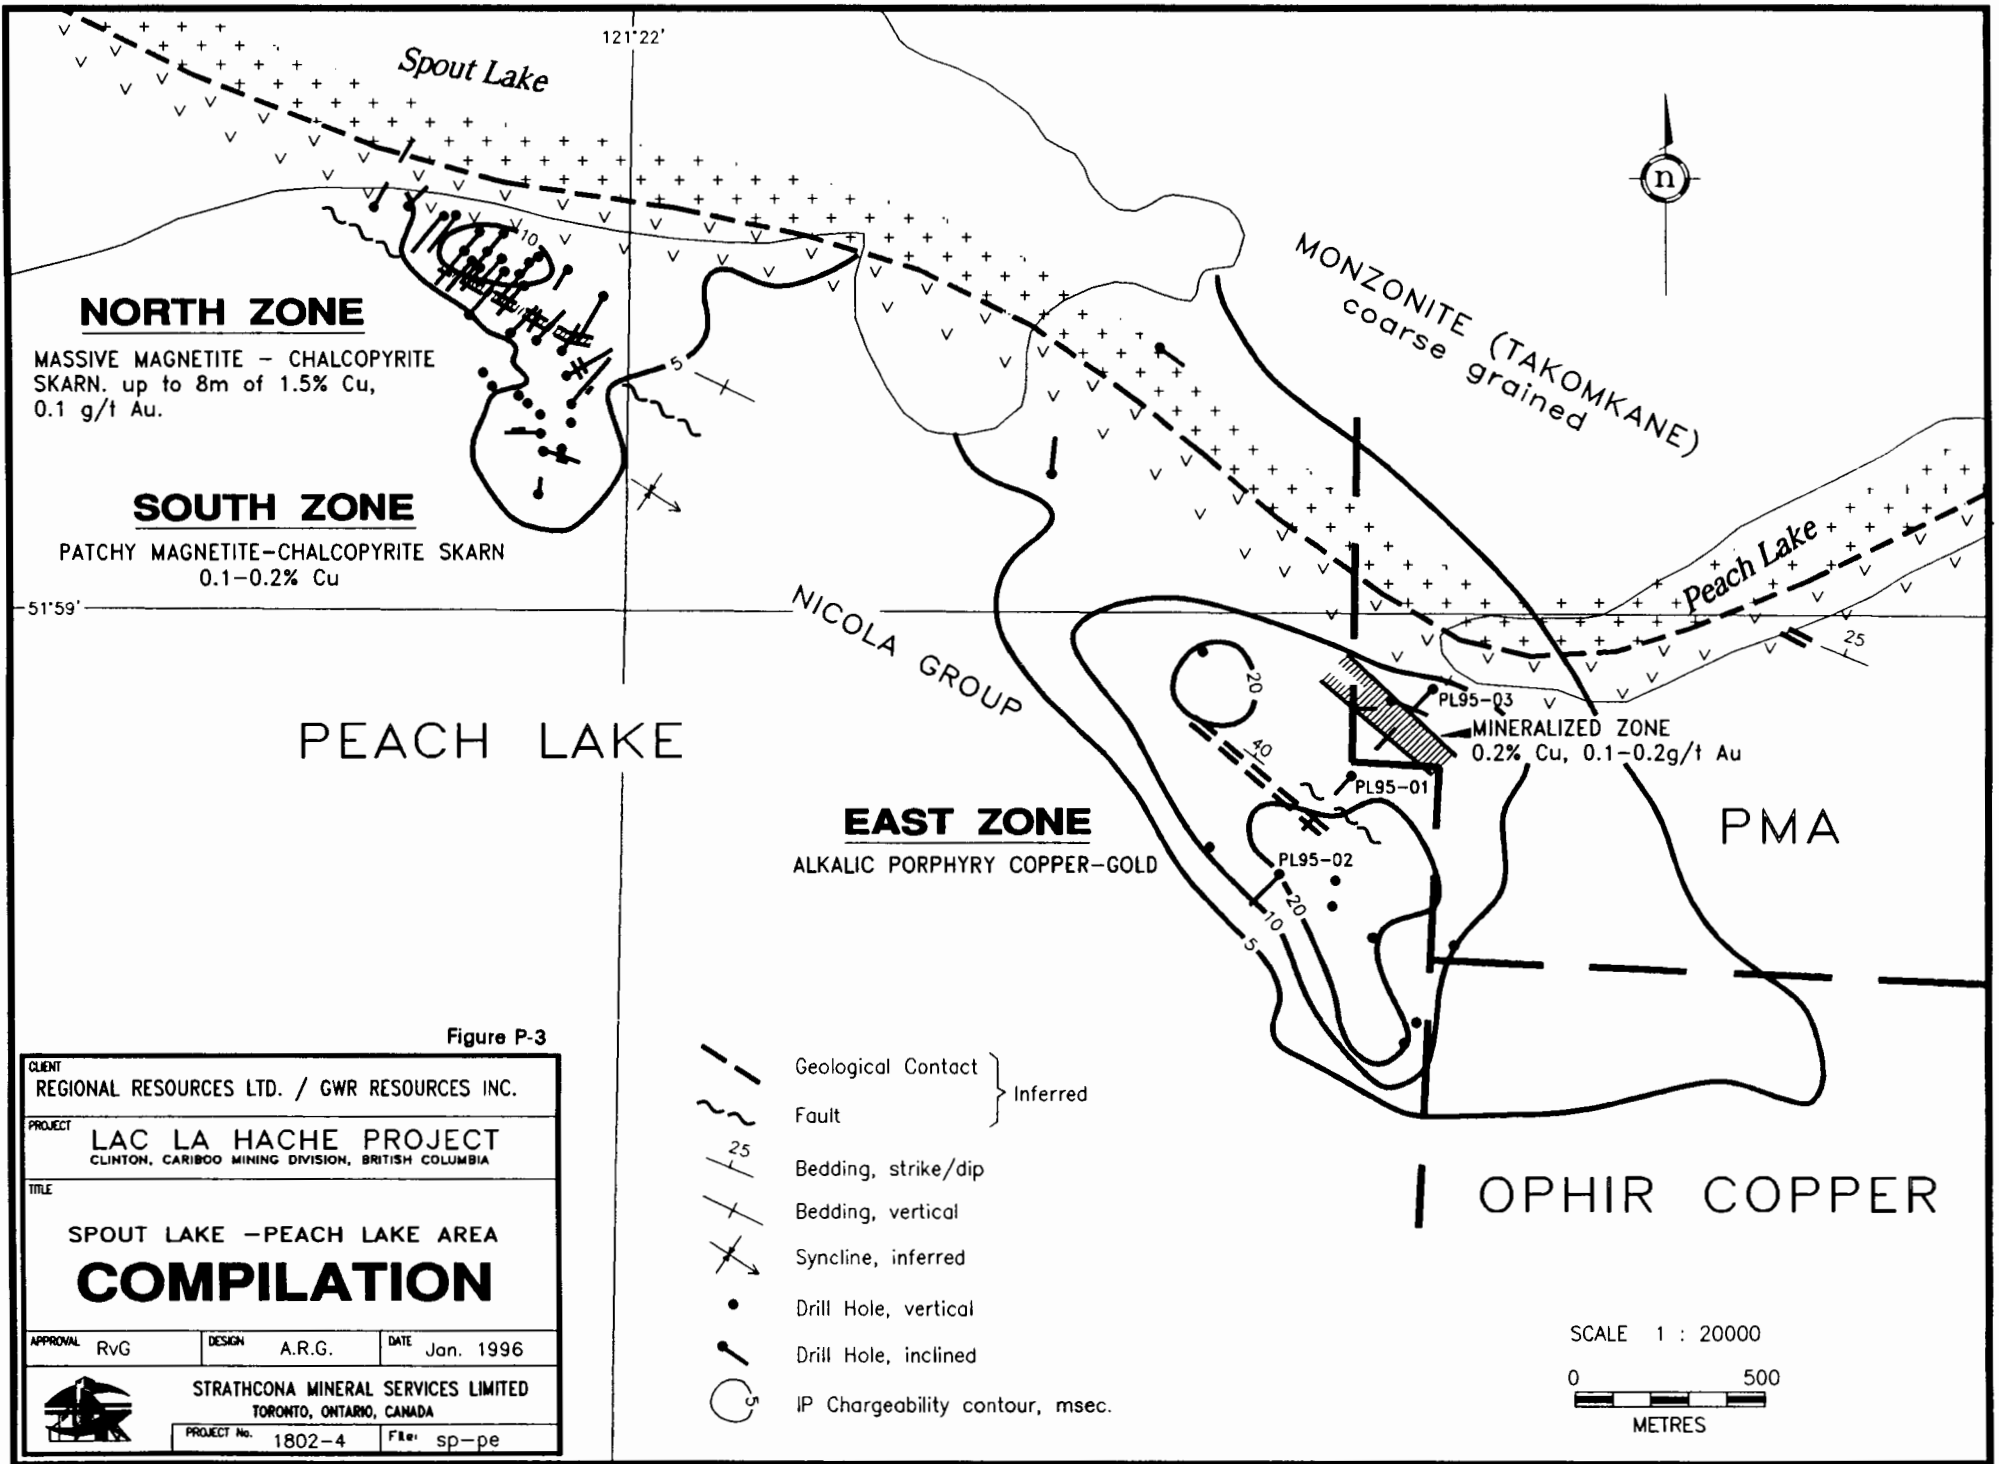 121°22'
Spout Lake
n
10
MONZONITE (TAKOMKANE)
coarse grained
NORTH ZONE
MASSIVE MAGNETITE – CHALCOPYRITE
SKARN. up to 8m of 1.5% Cu,
0.1 g/t Au.
5
SOUTH ZONE
PATCHY MAGNETITE–CHALCOPYRITE SKARN
0.1–0.2% Cu
51°59'
NICOLA GROUP
Peach Lake
25
20
PL95-03
MINERALIZED ZONE
0.2% Cu, 0.1–0.2g/t Au
PEACH LAKE
40
PL95-01
EAST ZONE
ALKALIC PORPHYRY COPPER–GOLD
PL95-02
PMA
20
10
5
OPHIR COPPER
Figure P-3
CLIENT
REGIONAL RESOURCES LTD. / GWR RESOURCES INC.
PROJECT
LAC LA HACHE PROJECT
CLINTON, CARIBOO MINING DIVISION, BRITISH COLUMBIA
TITLE
SPOUT LAKE –PEACH LAKE AREA
COMPILATION
APPROVAL RvG
DESIGN A.R.G.
DATE Jan. 1996
STRATHCONA MINERAL SERVICES LIMITED
TORONTO, ONTARIO, CANADA
PROJECT No. 1802–4
File: sp–pe
Geological Contact
Inferred
Fault
25
Bedding, strike/dip
Bedding, vertical
Syncline, inferred
Drill Hole, vertical
Drill Hole, inclined
5
IP Chargeability contour, msec.
SCALE 1 : 20000
0 500
METRES